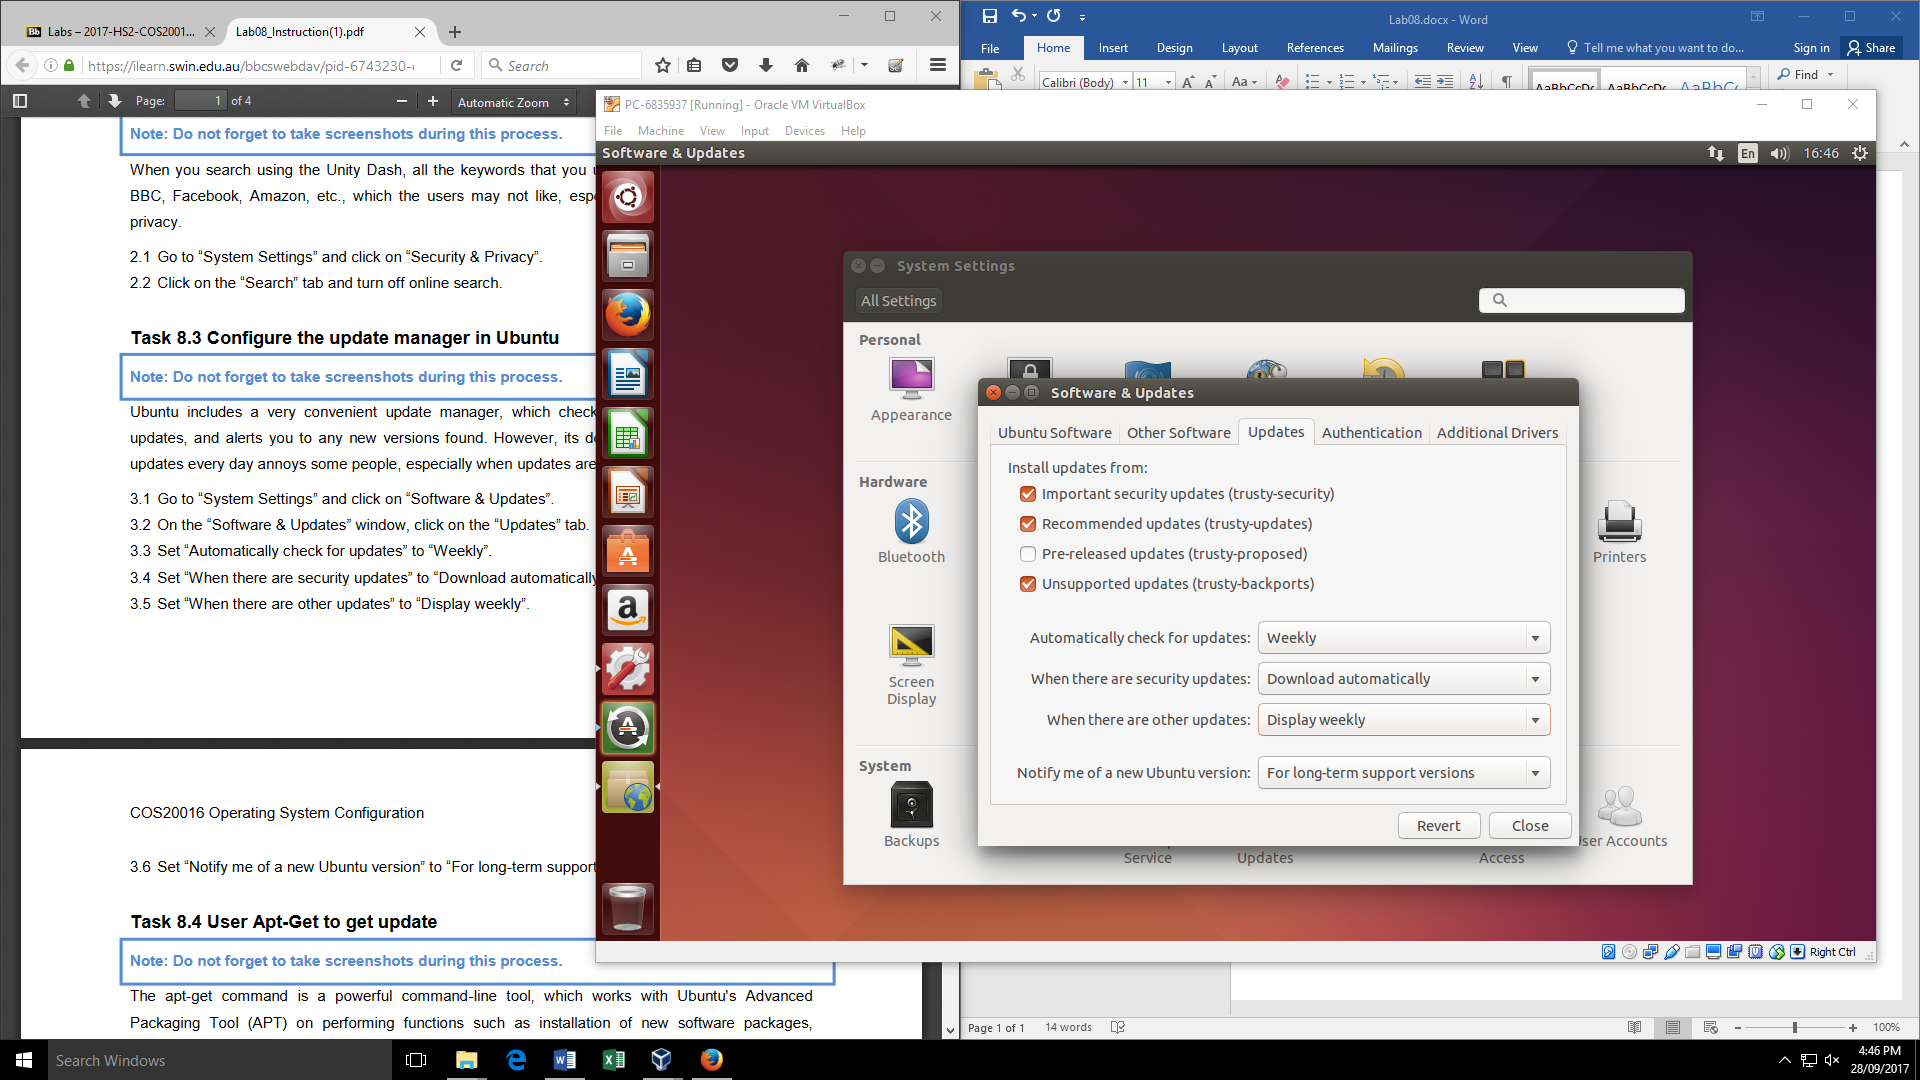 Labs – 2017-HS2-COS2001...
Lab08_Instruction(1).pdf
https://ilearn.swin.edu.au/bbcswebdav/pid-6743230-
Search
Page: 1 of 4
Automatic Zoom
Note: Do not forget to take screenshots during this process.
When you search using the Unity Dash, all the keywords that you
BBC, Facebook, Amazon, etc., which the users may not like,
privacy.
2.1 Go to “System Settings” and click on “Security & Privacy”.
2.2 Click on the “Search” tab and turn off online search.
Task 8.3 Configure the update manager in Ubuntu
Note: Do not forget to take screenshots during this process.
Ubuntu includes a very convenient update manager, which check
updates, and alerts you to any new versions found. However, its
updates every day annoys some people, especially when updates are
3.1 Go to “System Settings” and click on “Software & Updates”.
3.2 On the “Software & Updates” window, click on the “Updates” tab.
3.3 Set “Automatically check for updates” to “Weekly”.
3.4 Set “When there are security updates” to “Download automatically
3.5 Set “When there are other updates” to “Display weekly”.
COS20016 Operating System Configuration
3.6 Set “Notify me of a new Ubuntu version” to “For long-term support
Task 8.4 User Apt-Get to get update
Note: Do not forget to take screenshots during this process.
The apt-get command is a powerful command-line tool, which works with Ubuntu's Advanced
Packaging Tool (APT) on performing functions such as installation of new software packages,
Lab08.docx - Word
File Home Insert Design Layout References Mailings Review View Tell me what you want to do... Sign in Share
Calibri (Body) 11 Aa AaBbCcDc AaBbCcDc AaBbCc Find
PC-6835937 [Running] - Oracle VM VirtualBox
File Machine View Input Devices Help
Software & Updates
En 16:46
System Settings
All Settings
Personal
Appearance
Hardware
Bluetooth
Printers
Screen
Display
System
Backups
Service
Updates
Access
User Accounts
Software & Updates
Ubuntu Software Other Software Updates Authentication Additional Drivers
Install updates from:
Important security updates (trusty-security)
Recommended updates (trusty-updates)
Pre-released updates (trusty-proposed)
Unsupported updates (trusty-backports)
Automatically check for updates: Weekly
When there are security updates: Download automatically
When there are other updates: Display weekly
Notify me of a new Ubuntu version: For long-term support versions
Revert Close
Right Ctrl
Page 1 of 1 14 words 100%
Search Windows
4:46 PM
28/09/2017